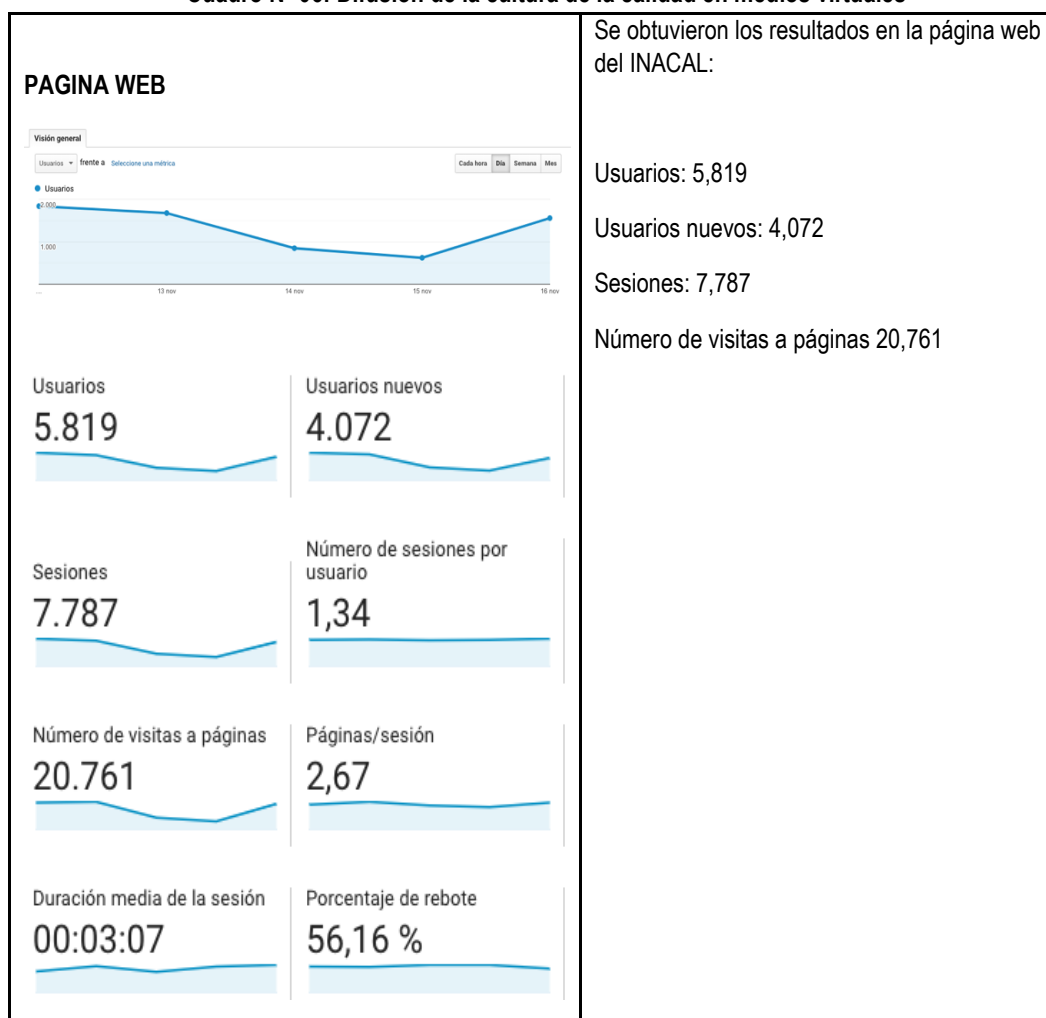 PAGINA WEB
Visión general
Usuarios frente a Seleccione una métrica
Cada hora Día Semana Mes
Usuarios
2.000
1.000
...
13 nov
14 nov
15 nov
16 nov
Usuarios
5.819
Usuarios nuevos
4.072
Sesiones
7.787
Número de sesiones por
usuario
1,34
Número de visitas a páginas
20.761
Páginas/sesión
2,67
Duración media de la sesión
00:03:07
Porcentaje de rebote
56,16 %
Se obtuvieron los resultados en la página web
del INACAL:
Usuarios: 5,819
Usuarios nuevos: 4,072
Sesiones: 7,787
Número de visitas a páginas 20,761